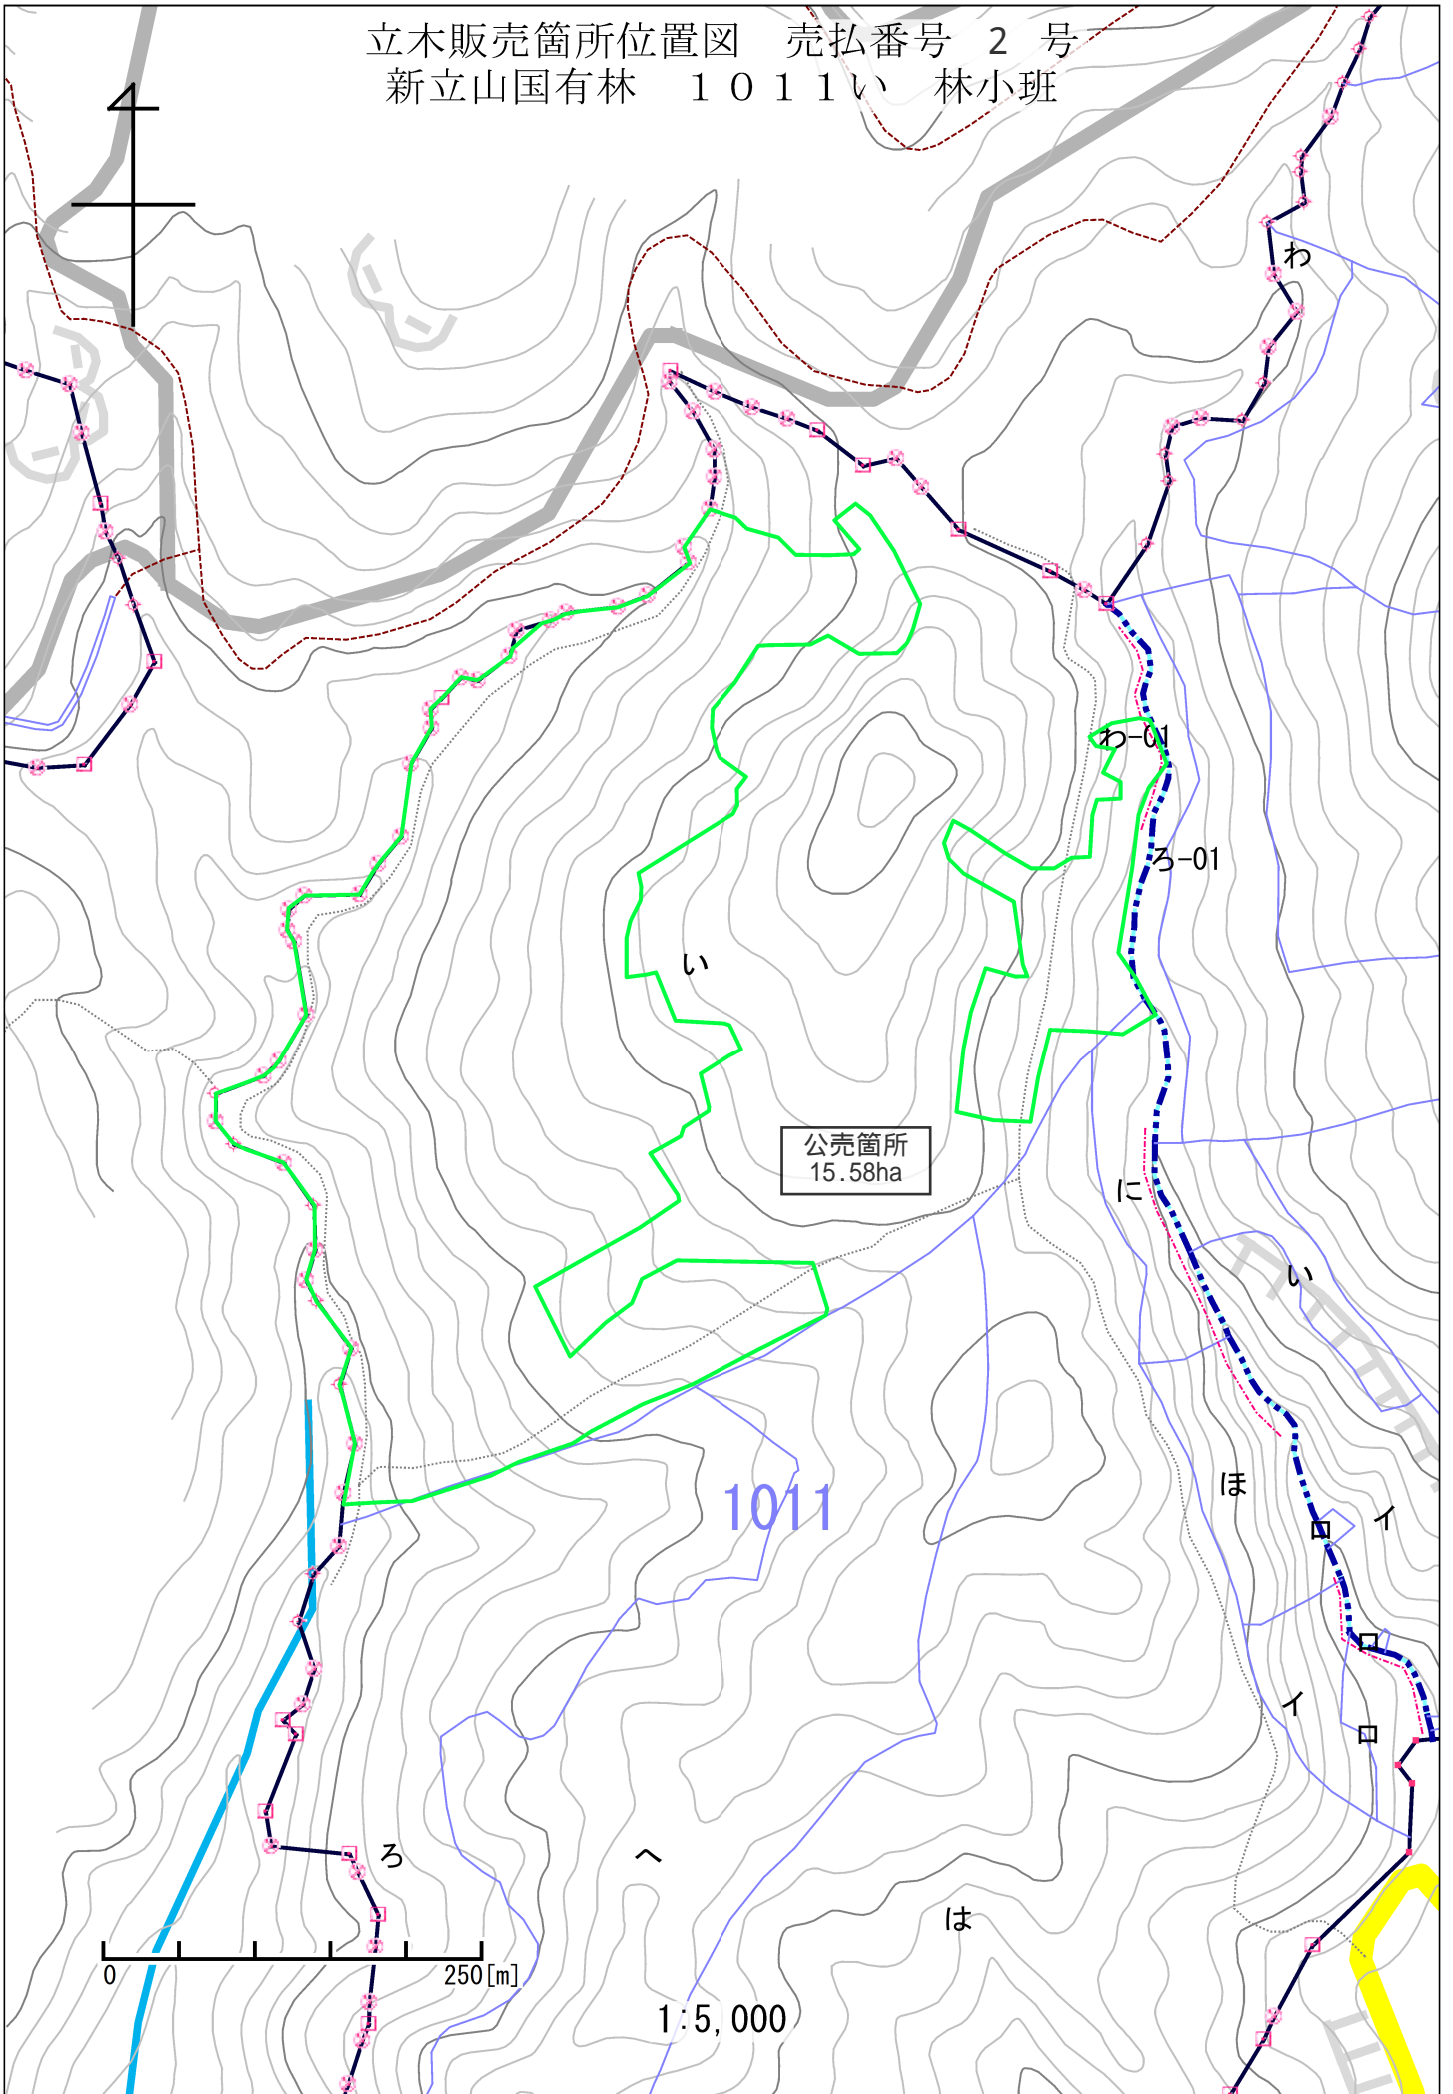 立木販売箇所位置図　売払番号　2　号
新立山国有林　１０１１い　林小班
わ
わ-01
ろ-01
い
公売箇所
15.58ha
に
い
1011
ほ
イ
ロ
ロ
イ
ロ
ろ
へ
は
0 250[m]
1:5,000